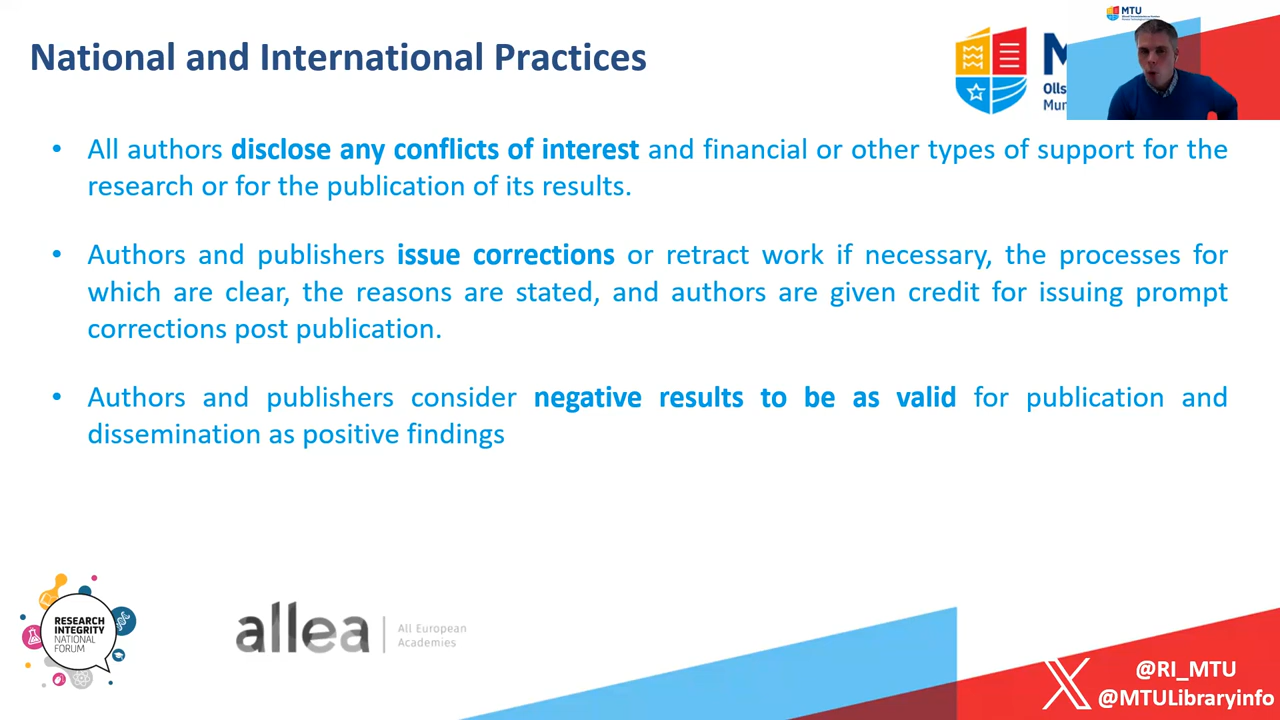 MTU
National and International Practices
M
Olls
Mun
• All authors disclose any conflicts of interest and financial or other types of support for the
research or for the publication of its results.
• Authors and publishers issue corrections or retract work if necessary, the processes for
which are clear, the reasons are stated, and authors are given credit for issuing prompt
corrections post publication.
• Authors and publishers consider negative results to be as valid for publication and
dissemination as positive findings
RESEARCH
INTEGRITY
NATIONAL
FORUM
allea
All European
Academies
@RI_MTU
@MTULibraryinfo